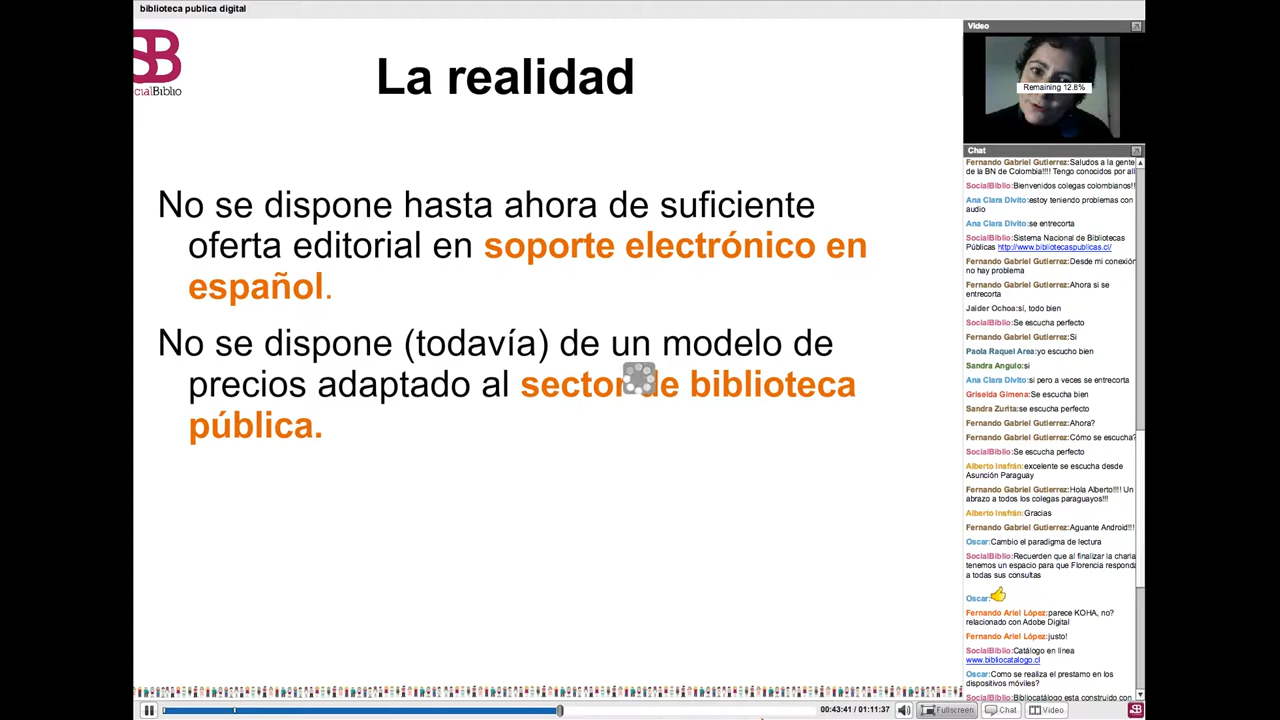 biblioteca publica digital
SB
cialBiblio
La realidad
No se dispone hasta ahora de suficiente
oferta editorial en soporte electrónico en
español.
No se dispone (todavía) de un modelo de
precios adaptado al sector de biblioteca
pública.
Video
Remaining 12.6%
Chat
Fernando Gabriel Gutierrez:Saludos a la gente
de la BN de Colombia!!!! Tengo conocidos por all
SocialBiblio:Bienvenidos colegas colombianos!!
Ana Clara Divito:estoy teniendo problemas con
audio
Ana Clara Divito:se entrecorta
SocialBiblio:Sistema Nacional de Bibliotecas
Públicas http://www.bibliotecaspublicas.cl/
Fernando Gabriel Gutierrez:Desde mi conexión
no hay problema
Fernando Gabriel Gutierrez:Ahora si se
entrecorta
Jaider Ochoa:sí, todo bien
SocialBiblio:Se escucha perfecto
Fernando Gabriel Gutierrez:Si
Paola Raquel Area:yo escucho bien
Sandra Angulo:si
Ana Clara Divito:si pero a veces se entrecorta
Griselda Gimena:Se escucha bien
Sandra Zurita:se escucha perfecto
Fernando Gabriel Gutierrez:Ahora?
Fernando Gabriel Gutierrez:Cómo se escucha?
SocialBiblio:Se escucha perfecto
Alberto Insfrán:excelente se escucha desde
Asunción Paraguay
Fernando Gabriel Gutierrez:Hola Alberto!!!! Un
abrazo a todos los colegas paraguayos!!!
Alberto Insfrán:Gracias
Fernando Gabriel Gutierrez:Aguante Android!!!
Oscar:Cambio el paradigma de lectura
SocialBiblio:Recuerden que al finalizar la charla
tenemos un espacio para que Florencia responda
a todas sus consultas
Oscar:
Fernando Ariel López:parece KOHA, no?
relacionado con Adobe Digital
Fernando Ariel López:justo!
SocialBiblio:Catálogo en línea
www.bibliocatalogo.cl
Oscar:Como se realiza el prestamo en los
dispositivos móviles?
SocialBiblio:Bibliocatálogo esta construido con
00:43:41 / 01:11:37
Fullscreen
Chat
Video
SB